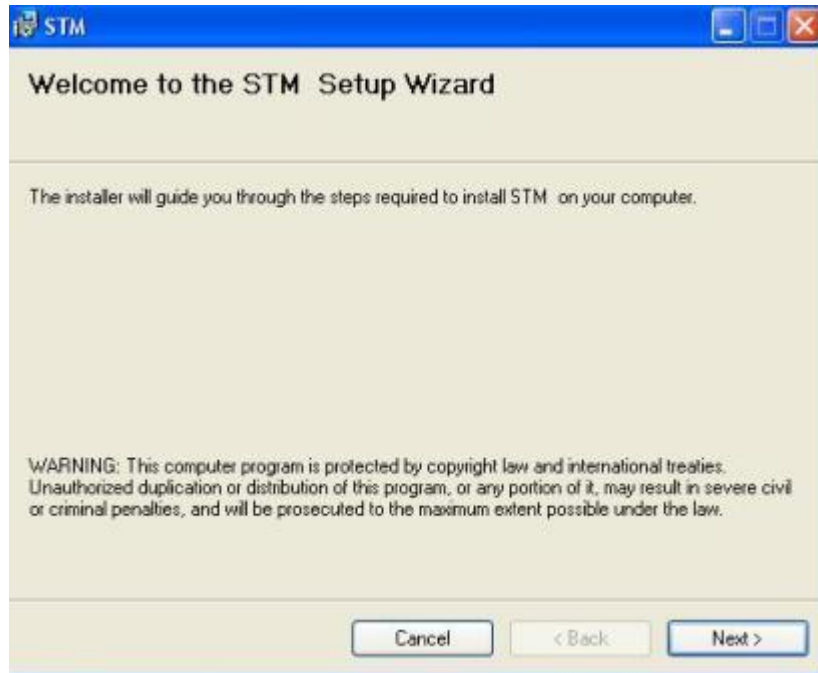 STM
Welcome to the STM Setup Wizard
The installer will guide you through the steps required to install STM on your computer.
WARNING: This computer program is protected by copyright law and international treaties.
Unauthorized duplication or distribution of this program, or any portion of it, may result in severe civil
or criminal penalties, and will be prosecuted to the maximum extent possible under the law.
Cancel < Back Next >